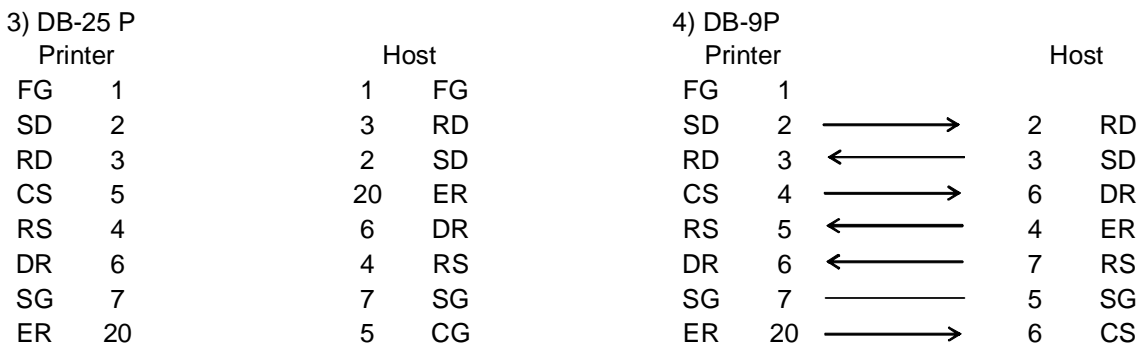 3) DB-25 P
Printer Host
FG 1 1 FG
SD 2 3 RD
RD 3 2 SD
CS 5 20 ER
RS 4 6 DR
DR 6 4 RS
SG 7 7 SG
ER 20 5 CG
4) DB-9P
Printer Host
FG 1
SD 2 2 RD
RD 3 3 SD
CS 4 6 DR
RS 5 4 ER
DR 6 7 RS
SG 7 5 SG
ER 20 6 CS